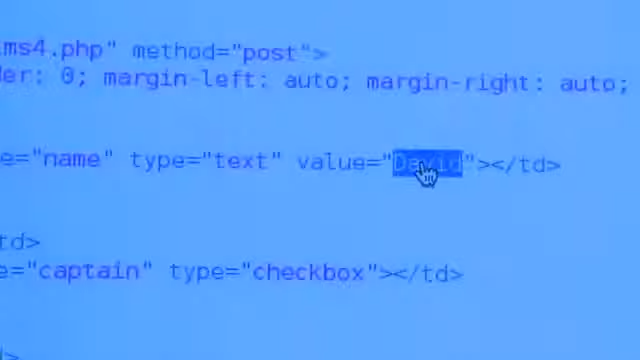 ms4.php" method="post">
der: 0; margin-left: auto; margin-right: auto;
e="name" type="text" value="David"></td>
td>
e="captain" type="checkbox"></td>